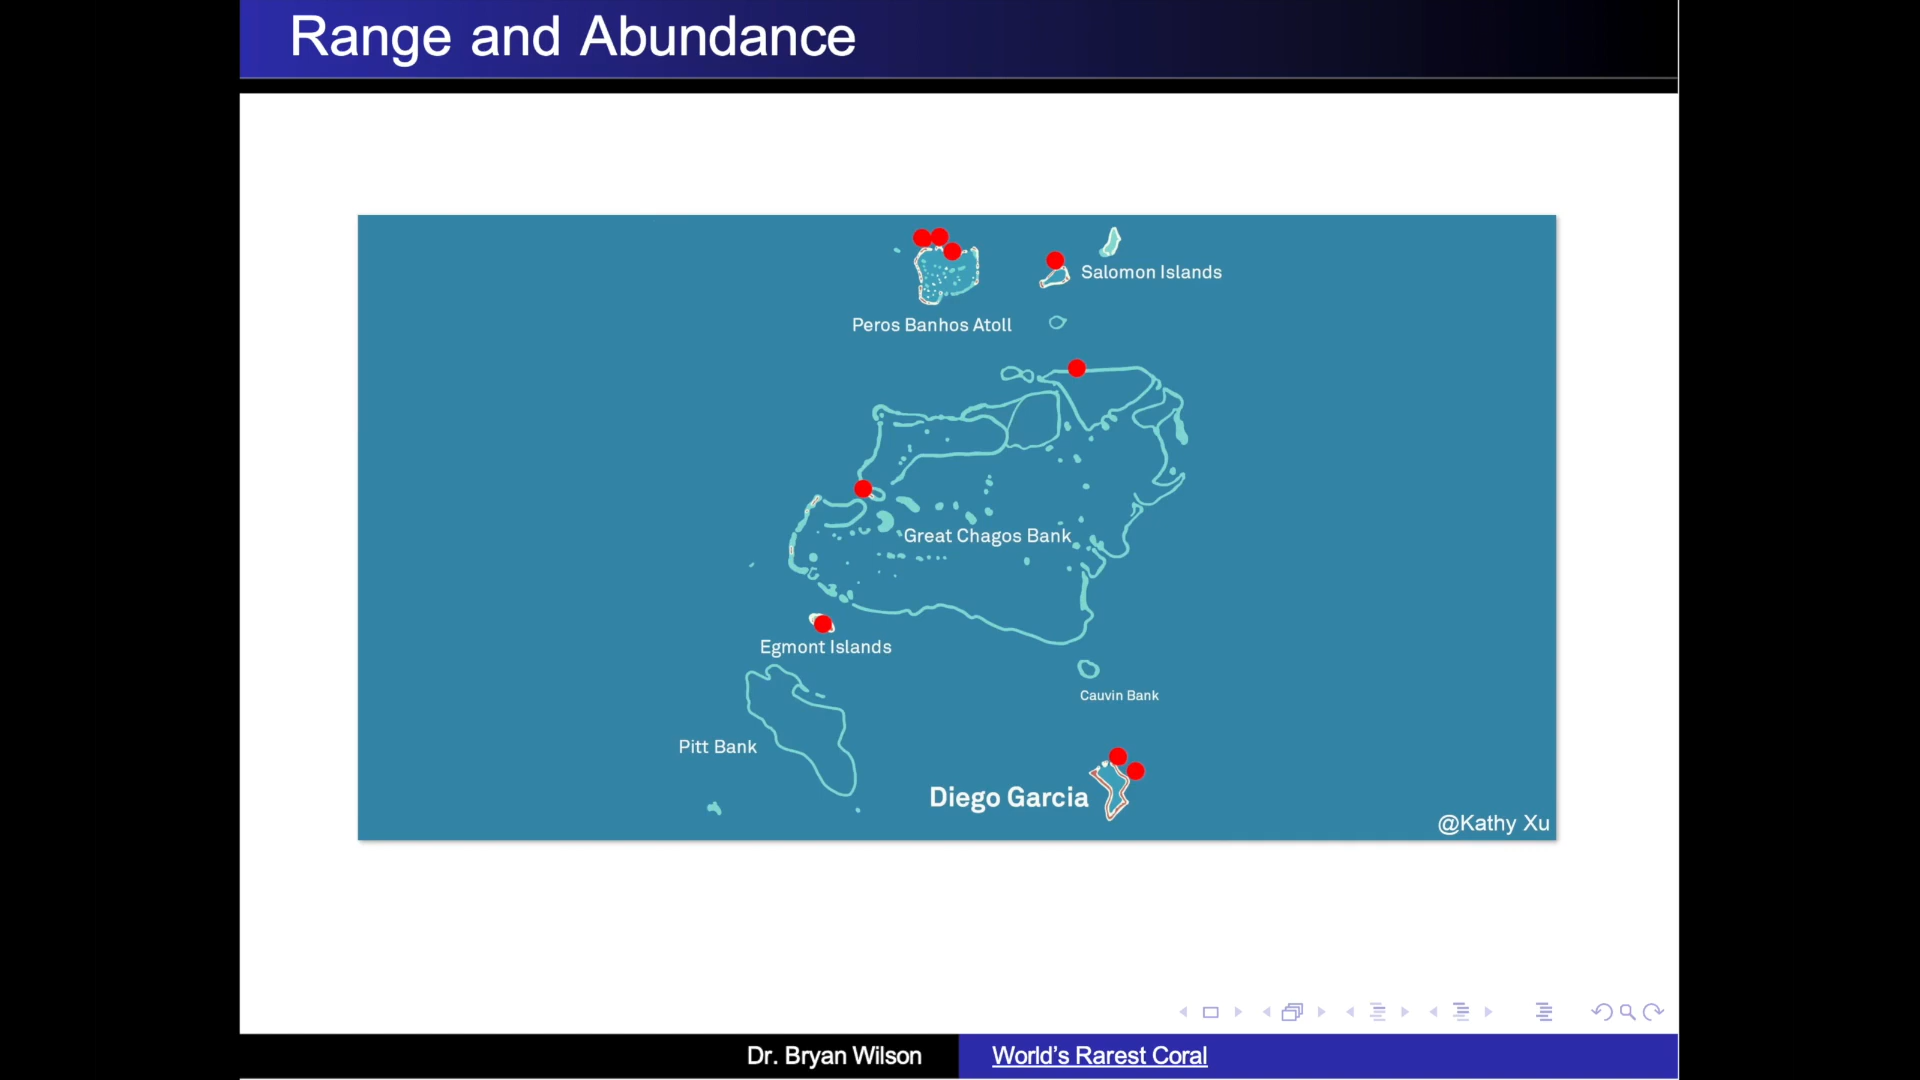 Range and Abundance
Salomon Islands
Peros Banhos Atoll
Great Chagos Bank
Egmont Islands
Cauvin Bank
Pitt Bank
Diego Garcia
@Kathy Xu
Dr. Bryan Wilson
World's Rarest Coral